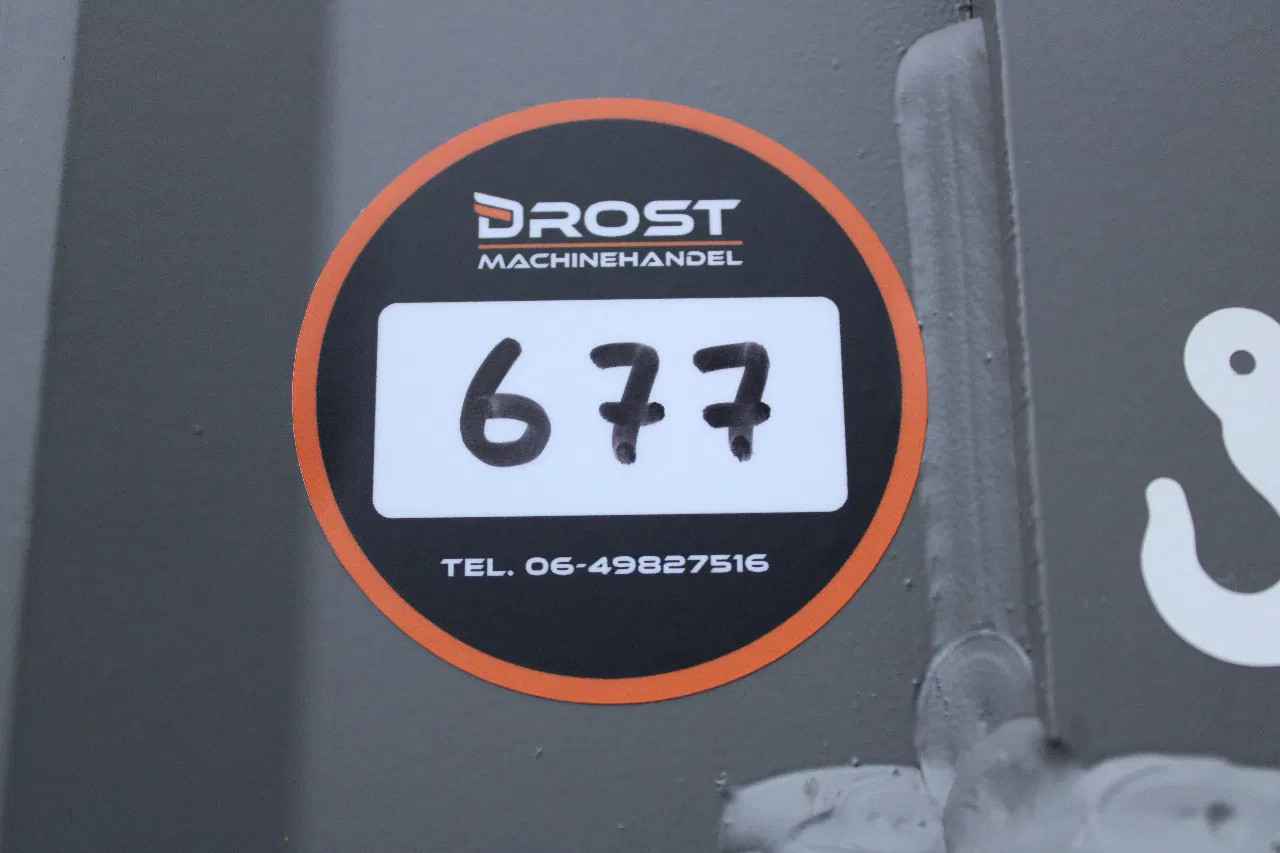 DROST
MACHINEHANDEL
677
TEL. 06-49827516